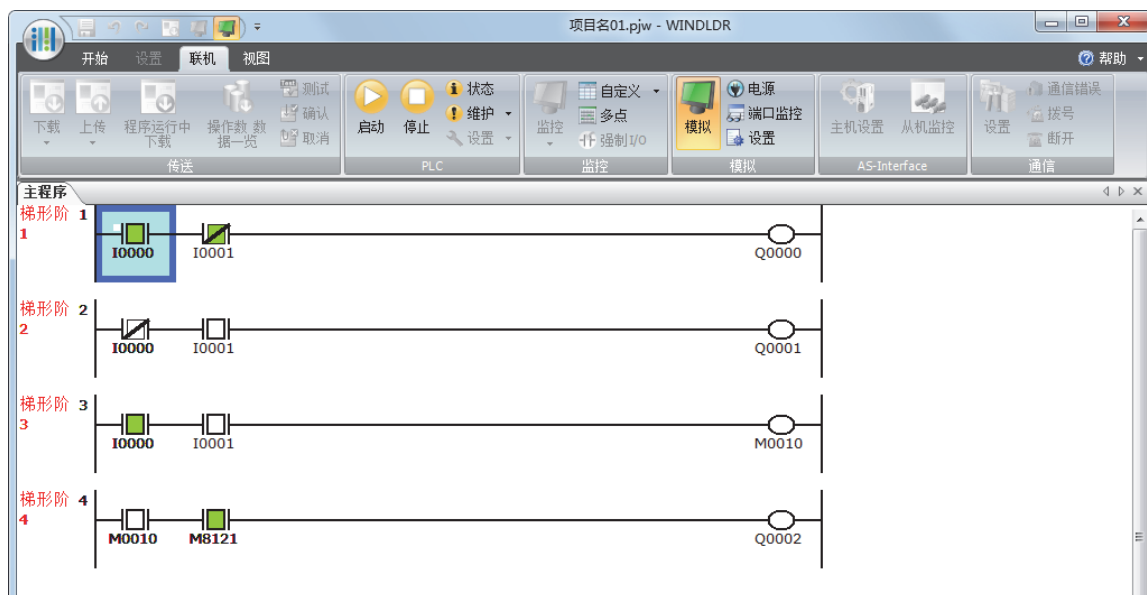 项目名01.pjw - WINDLDR
开始 设置 联机 视图 帮助
下载 上传 程序运行中下载 操作数 数据一览 测试 确认 取消
传送
启动 停止 状态 维护 设置
PLC
监控 自定义 多点 强制I/O
监控
模拟 电源 端口监控 设置
模拟
主机设置 从机监控
AS-Interface
设置 通信错误 拨号 断开
通信
主程序
梯形阶 1
1
I0000 I0001 Q0000
梯形阶 2
2
I0000 I0001 Q0001
梯形阶 3
3
I0000 I0001 M0010
梯形阶 4
4
M0010 M8121 Q0002